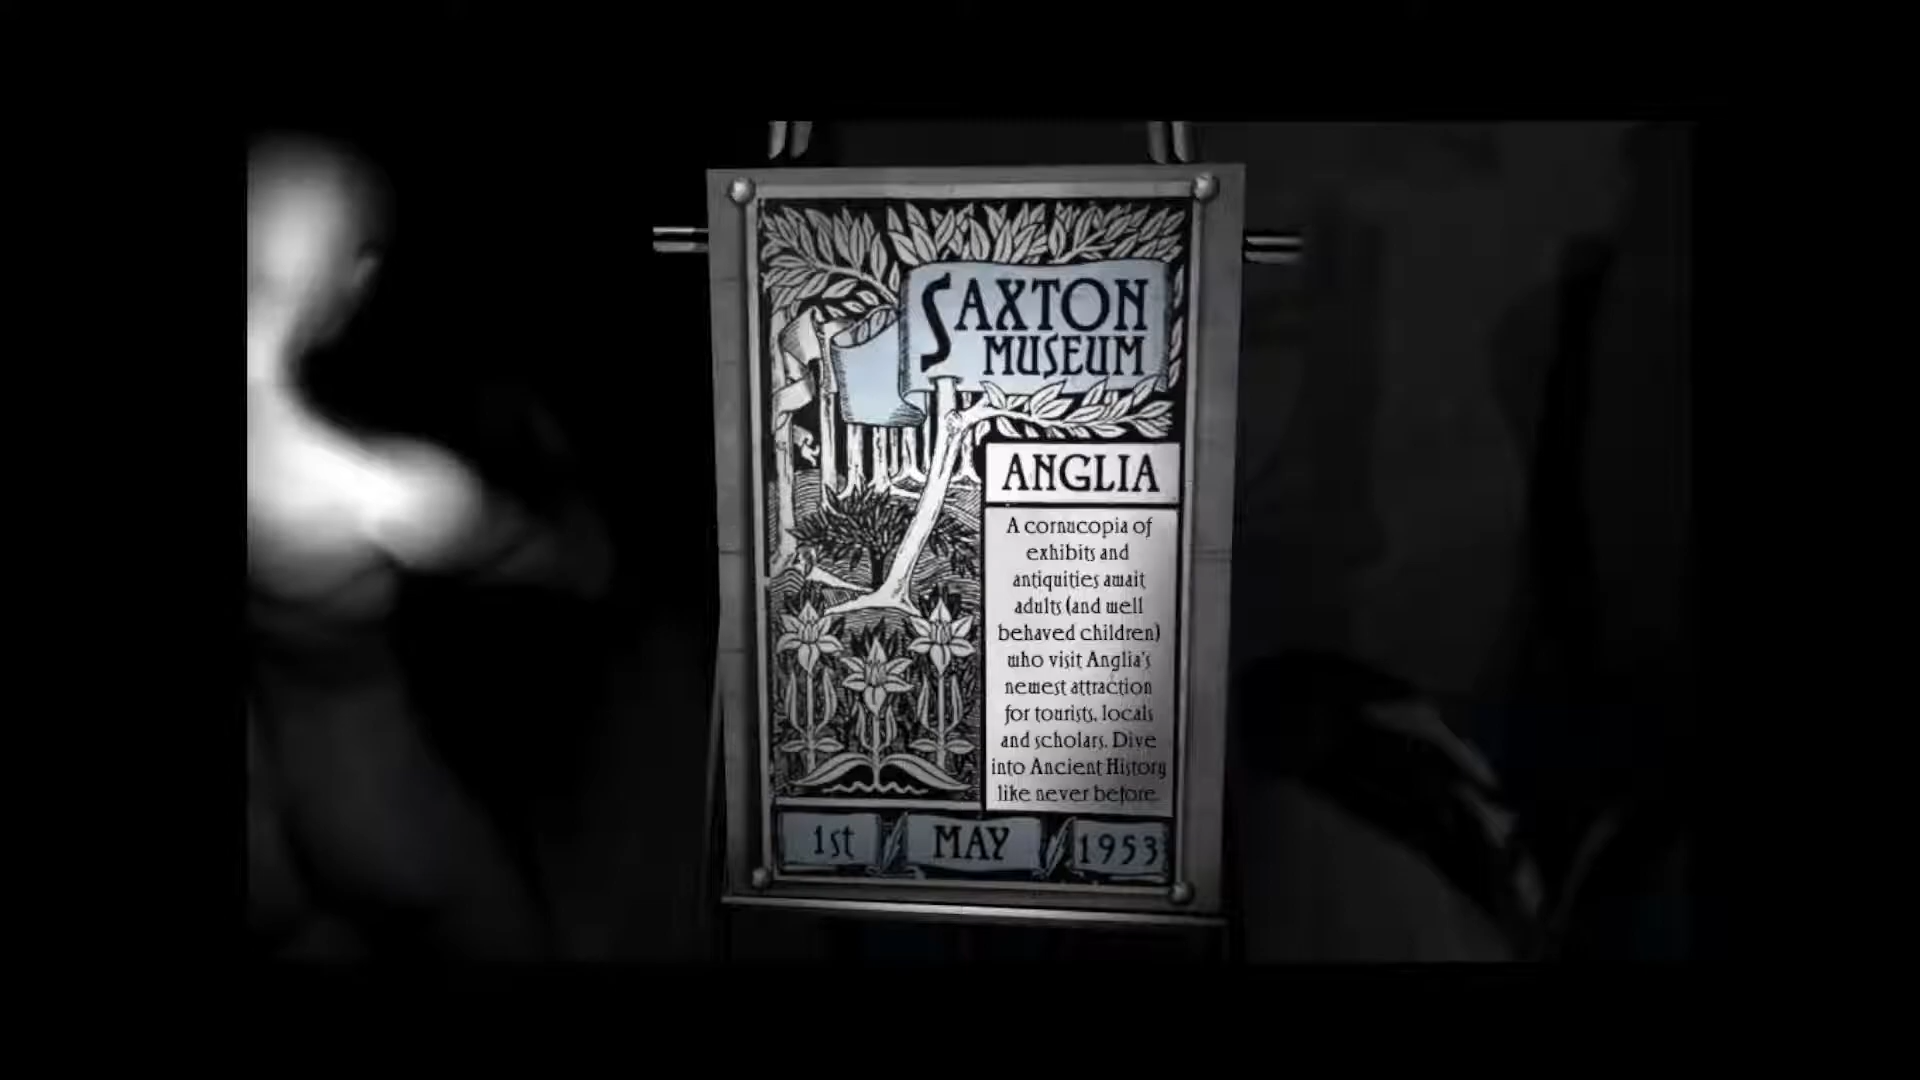 SAXTON
MUSEUM
ANGLIA
A cornucopia of
exhibits and
antiquities await
adults (and well
behaved children)
who visit Anglia's
newest attraction
for tourists, locals
and scholars. Dive
into Ancient History
like never before.
1st MAY 1953